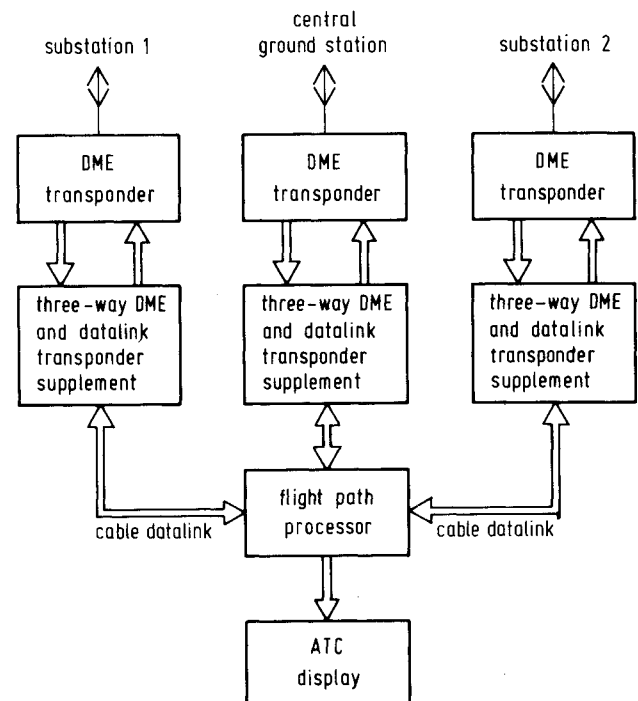 substation 1
central
ground station
substation 2
DME
transponder
DME
transponder
DME
transponder
three-way DME
and datalink
transponder
supplement
three-way DME
and datalink
transponder
supplement
three-way DME
and datalink
transponder
supplement
flight path
processor
cable datalink
cable datalink
ATC
display